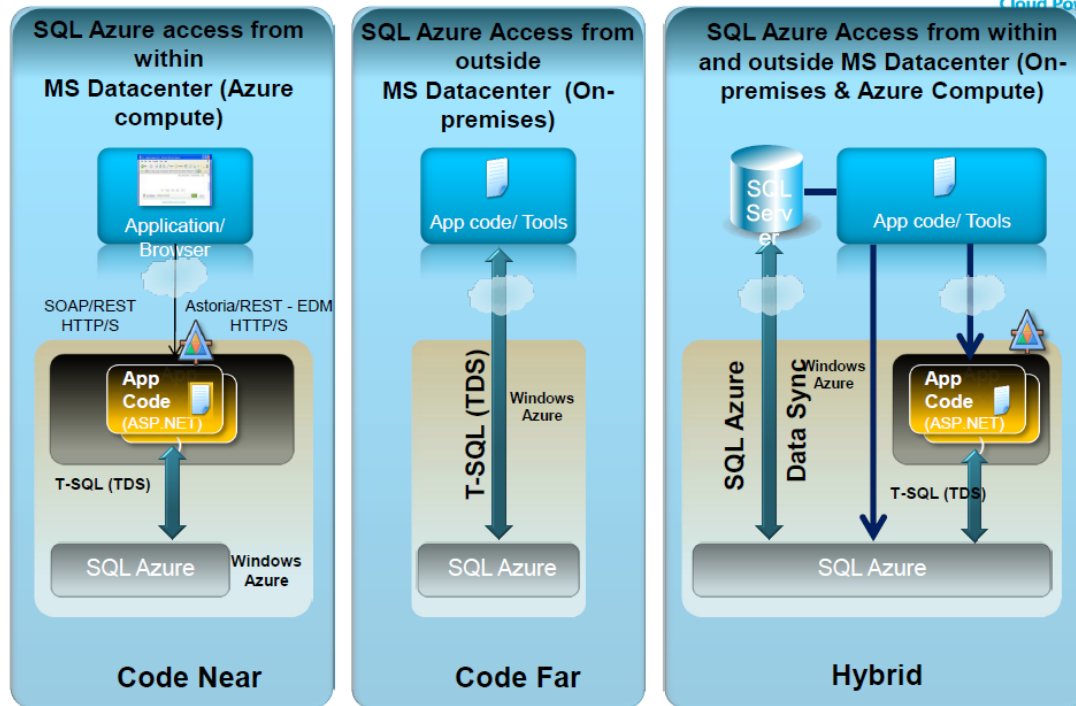 Cloud Por
SQL Azure access from
within
MS Datacenter (Azure
compute)
Application/
Browser
SOAP/REST
HTTP/S
Astoria/REST - EDM
HTTP/S
App
Code
(ASP.NET)
T-SQL (TDS)
SQL Azure
Windows
Azure
Code Near
SQL Azure Access from
outside
MS Datacenter (On-
premises)
App code/ Tools
T-SQL (TDS)
Windows
Azure
SQL Azure
Code Far
SQL Azure Access from within
and outside MS Datacenter (On-
premises & Azure Compute)
SQL
Serv
er
App code/ Tools
SQL Azure
Data Sync
Windows
Azure
App
Code
(ASP.NET)
T-SQL (TDS)
SQL Azure
Hybrid